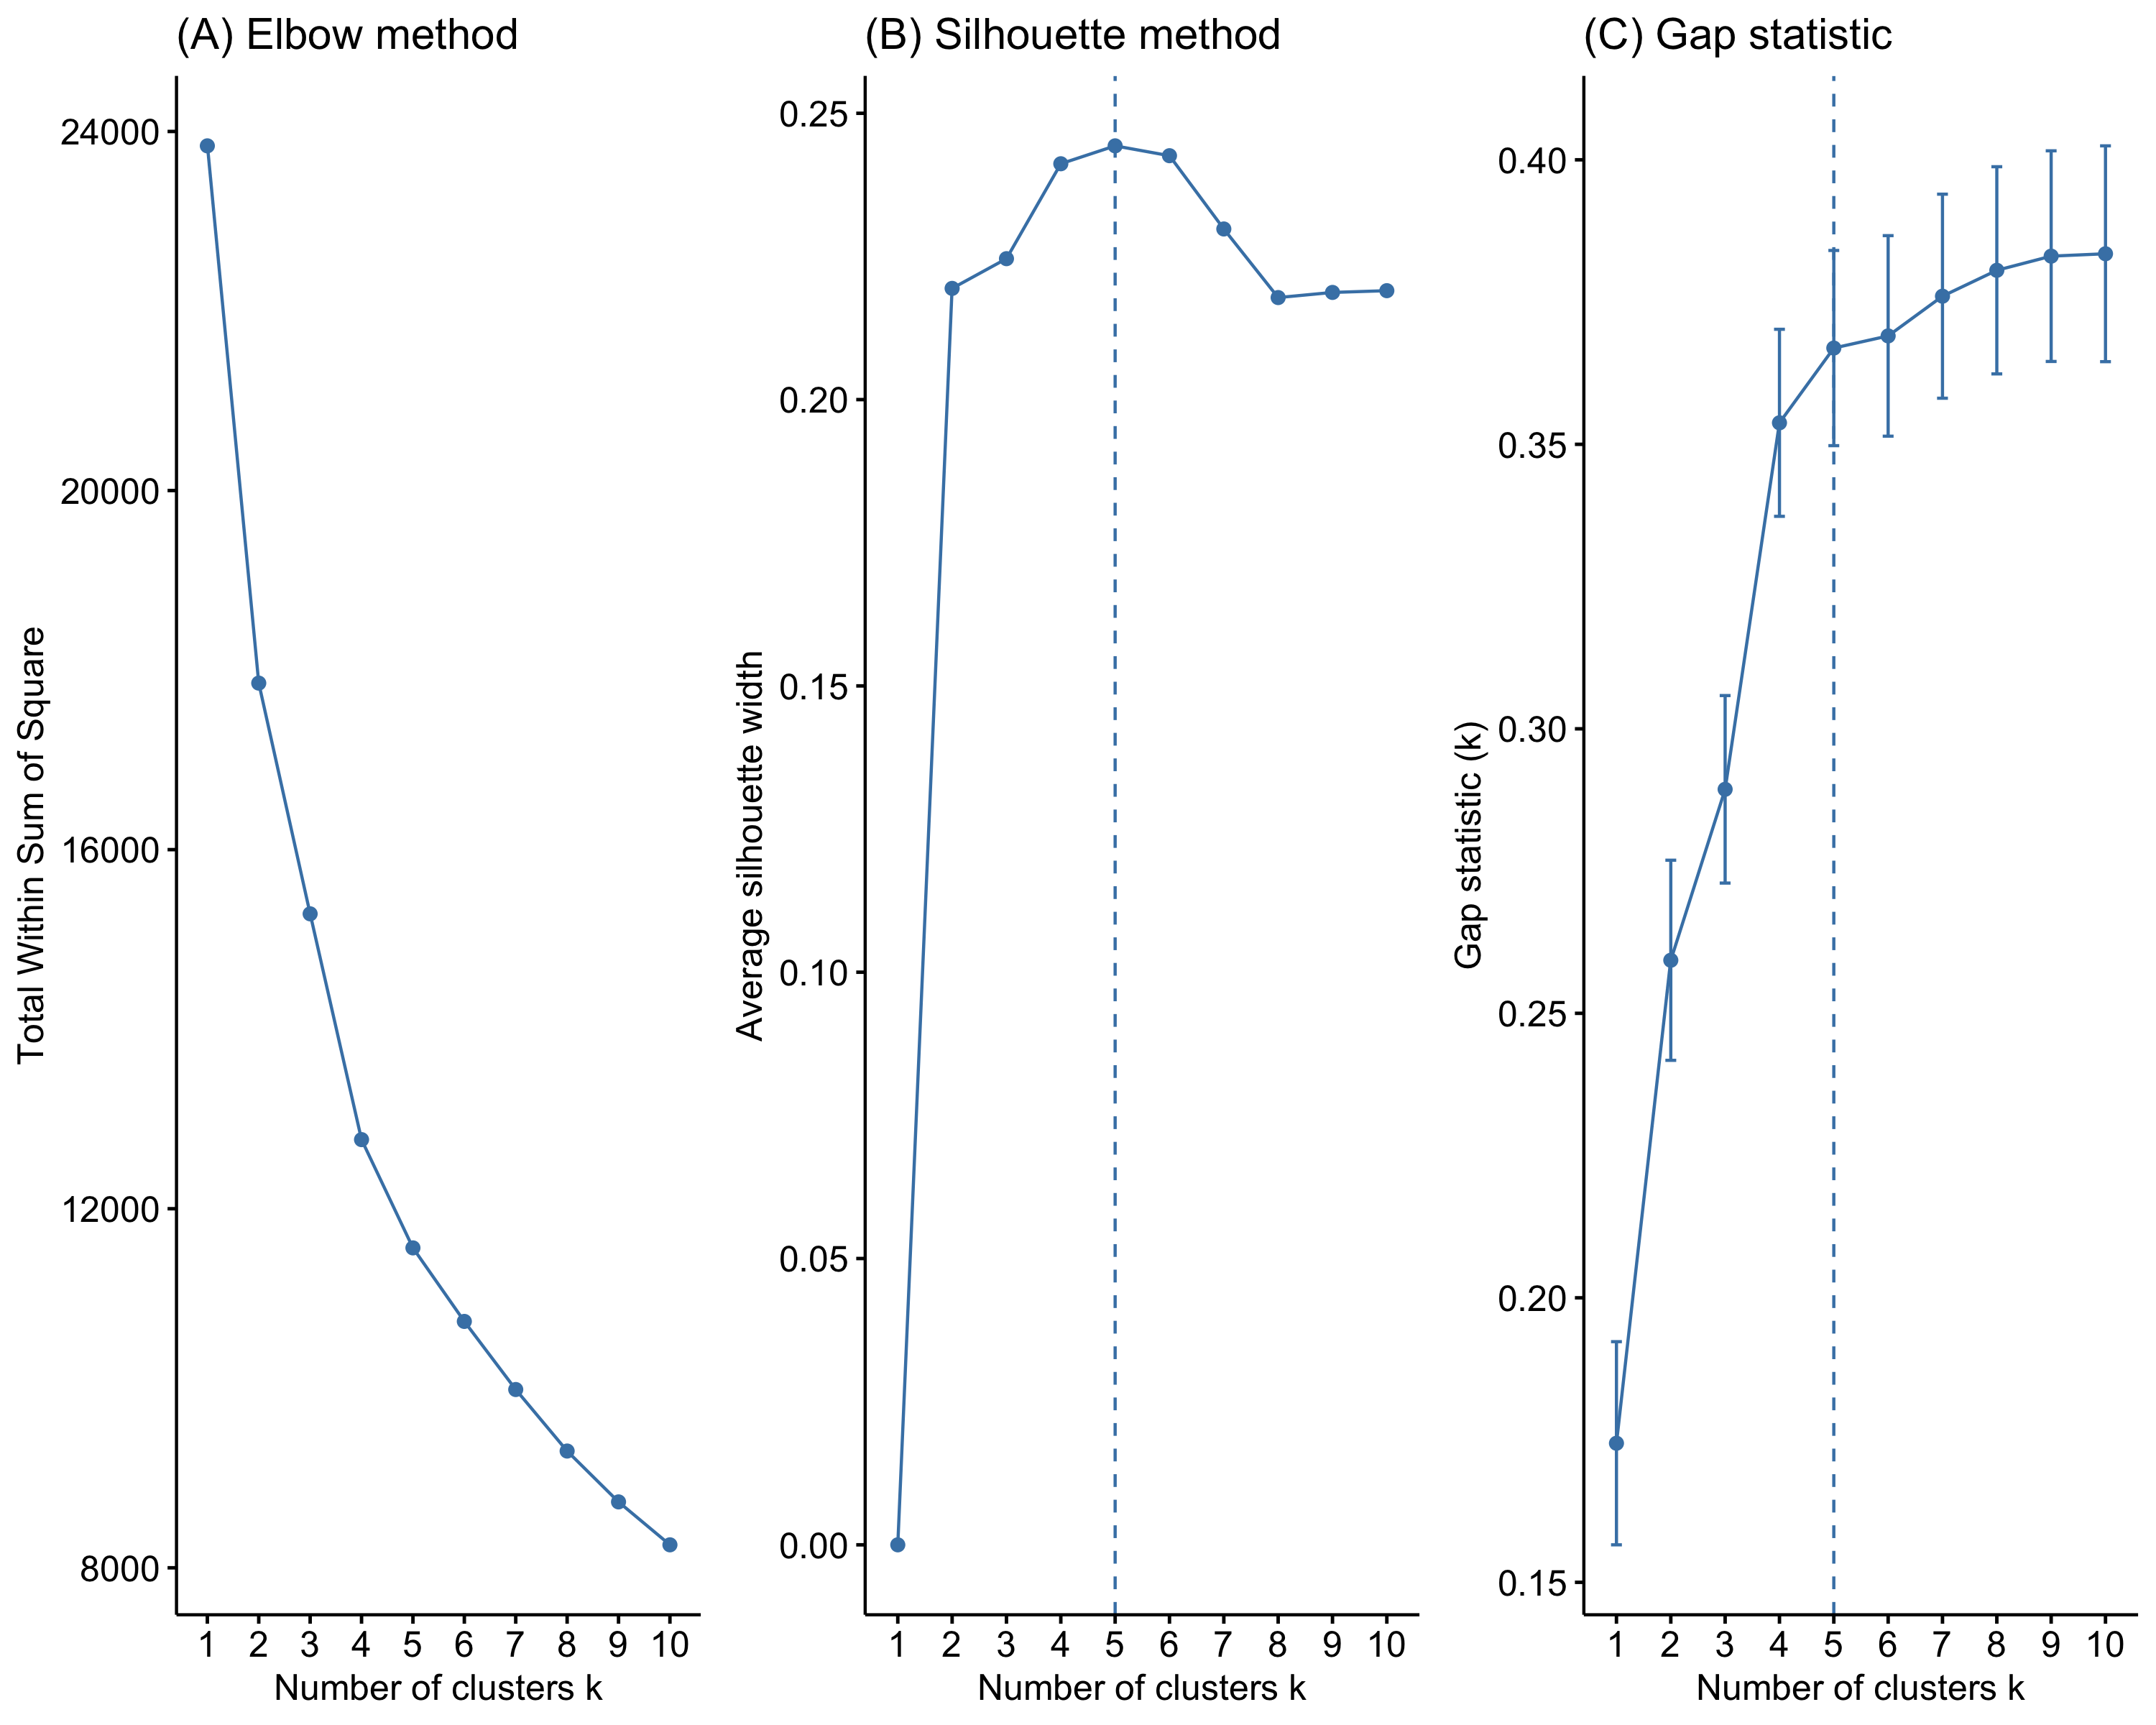 (A) Elbow method
24000
20000
16000
12000
8000
Total Within Sum of Square
1 2 3 4 5 6 7 8 9 10
Number of clusters k
(B) Silhouette method
0.25
0.20
0.15
0.10
0.05
0.00
Average silhouette width
1 2 3 4 5 6 7 8 9 10
Number of clusters k
(C) Gap statistic
0.40
0.35
0.30
0.25
0.20
0.15
Gap statistic (k)
1 2 3 4 5 6 7 8 9 10
Number of clusters k